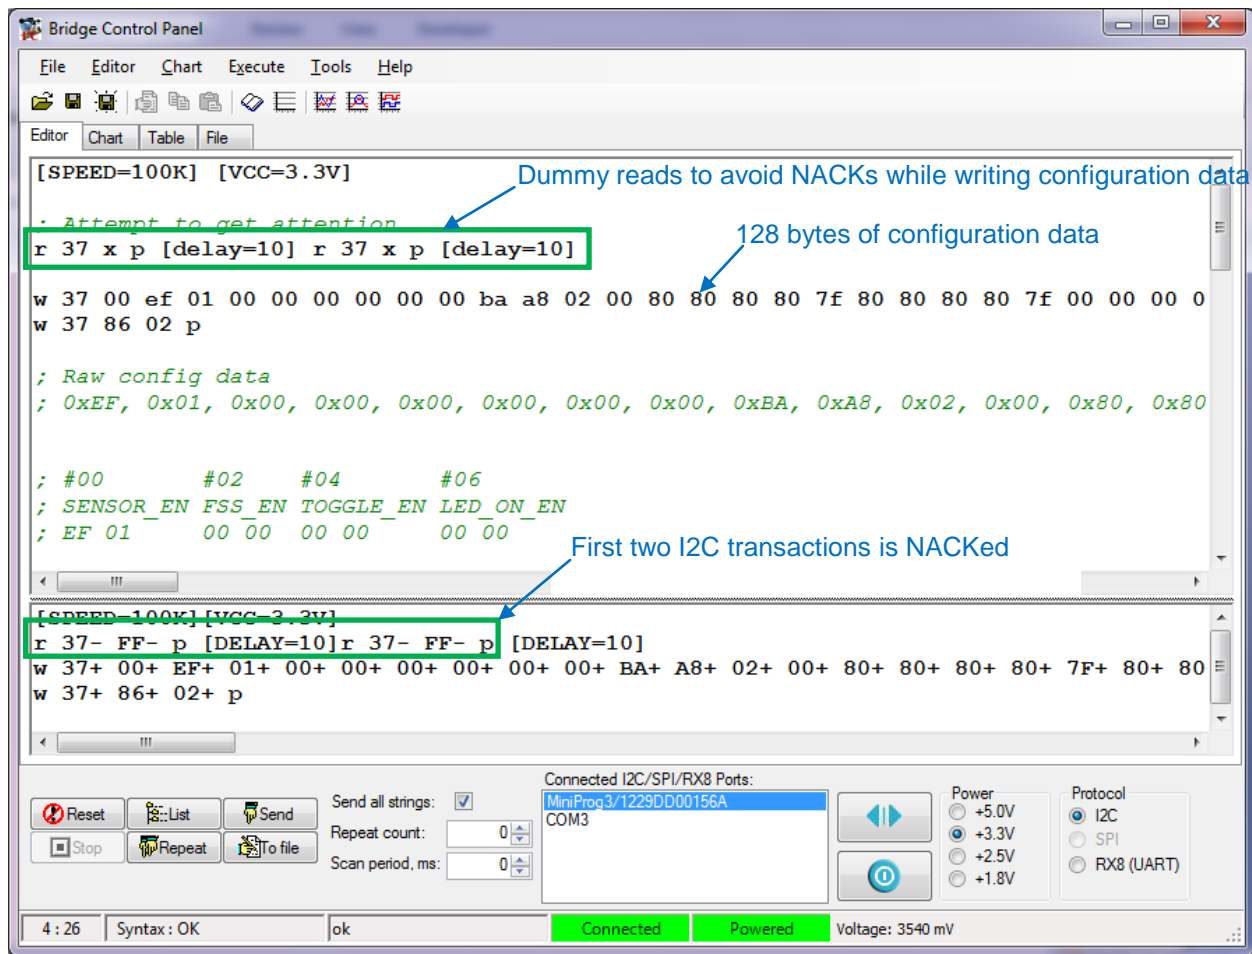 Bridge Control Panel
File Editor Chart Execute Tools Help
Editor Chart Table File
[SPEED=100K] [VCC=3.3V]
Dummy reads to avoid NACKs while writing configuration data
; Attempt to get attention
r 37 x p [delay=10] r 37 x p [delay=10]
128 bytes of configuration data
w 37 00 ef 01 00 00 00 00 00 00 ba a8 02 00 80 80 80 80 7f 80 80 80 80 7f 00 00 00 0
w 37 86 02 p
; Raw config data
; 0xEF, 0x01, 0x00, 0x00, 0x00, 0x00, 0x00, 0x00, 0xBA, 0xA8, 0x02, 0x00, 0x80, 0x80
; #00 #02 #04 #06
; SENSOR_EN FSS_EN TOGGLE_EN LED_ON_EN
; EF 01 00 00 00 00 00 00
First two I2C transactions is NACKed
[SPEED=100K][VCC=3.3V]
r 37- FF- p [DELAY=10]r 37- FF- p [DELAY=10]
w 37+ 00+ EF+ 01+ 00+ 00+ 00+ 00+ 00+ 00+ BA+ A8+ 02+ 00+ 80+ 80+ 80+ 80+ 7F+ 80+ 80
w 37+ 86+ 02+ p
Connected I2C/SPI/RX8 Ports:
Reset List Send
Send all strings:
MiniProg3/1229DD00156A
COM3
Power
+5.0V
+3.3V
+2.5V
+1.8V
Protocol
I2C
SPI
RX8 (UART)
Stop Repeat To file
Repeat count: 0
Scan period, ms: 0
4 : 26 Syntax : OK ok Connected Powered Voltage: 3540 mV